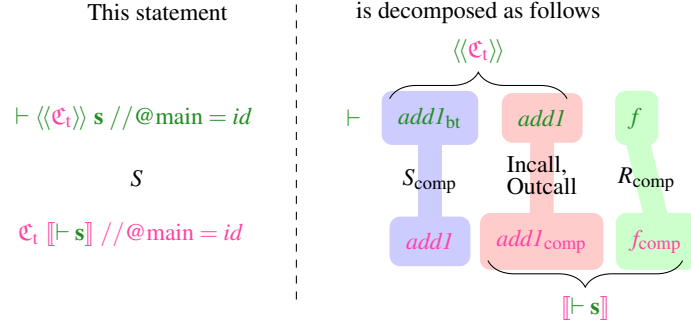 This statement
is decomposed as follows
⟨⟨ℭt⟩⟩
⊢ ⟨⟨ℭt⟩⟩ s //@main = id
⊢ add1bt add1 f
S
Scomp Incall, Outcall Rcomp
ℭt ⟦⊢ s⟧ //@main = id
add1 add1comp fcomp
⟦⊢ s⟧